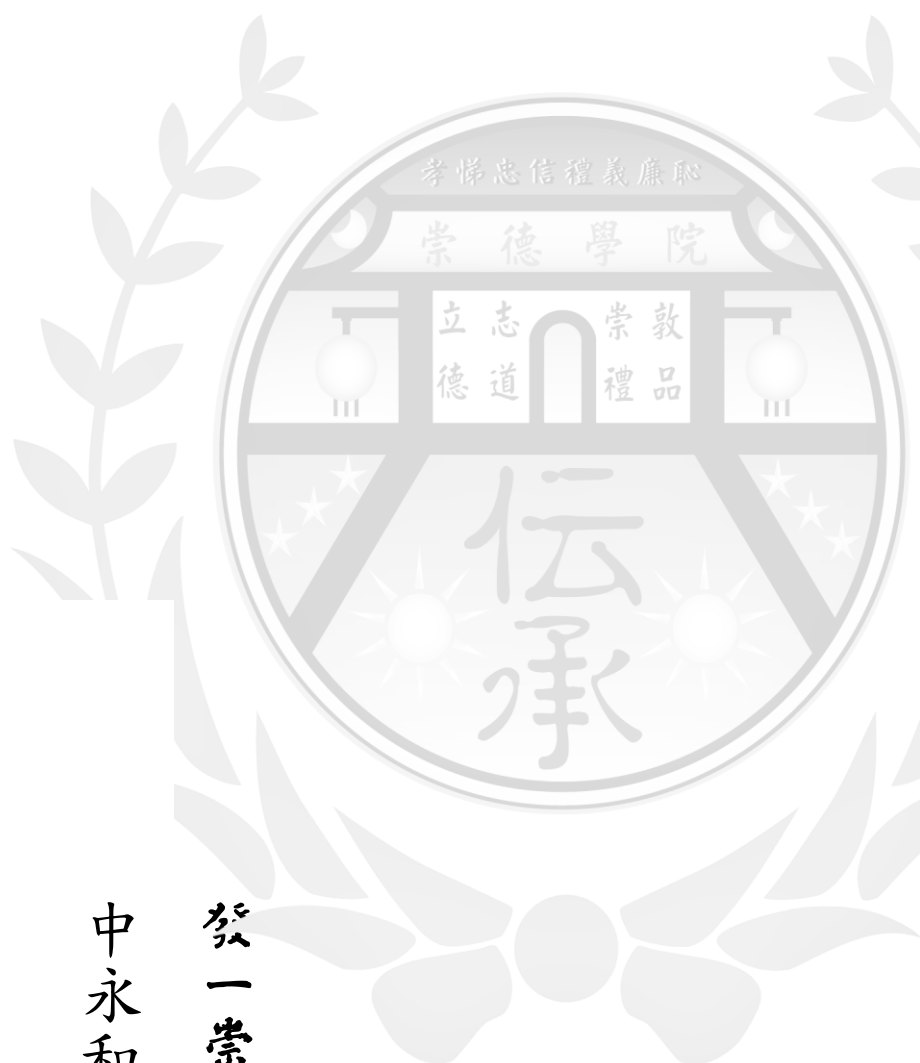 孝悌忠信禮義廉恥
崇德學院
立志 崇敦
德道 禮品
伝承
發一崇
中永和